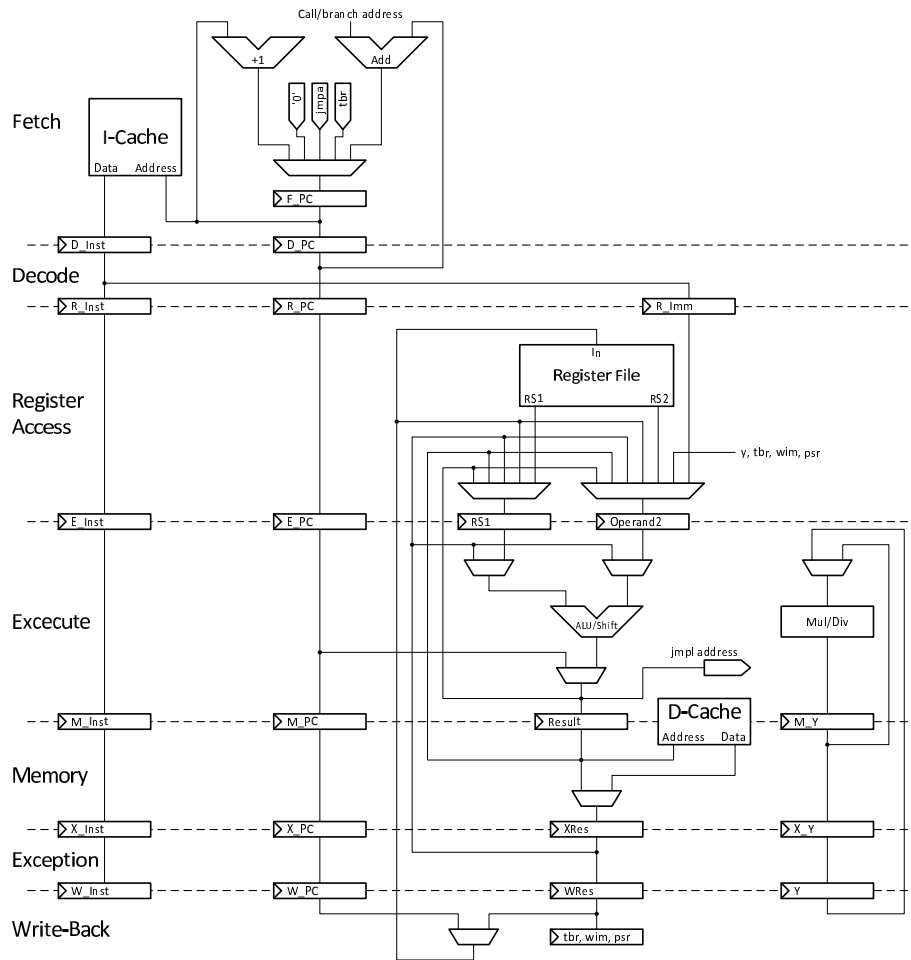 Call/branch address
+1
Add
'0'
jmpa
tbr
Fetch
I-Cache
Data
Address
F_PC
D_Inst
D_PC
Decode
R_Inst
R_PC
R_Imm
In
Register File
RS1
RS2
Register
Access
y, tbr, wim, psr
E_Inst
E_PC
RS1
Operand2
Excecute
ALU/Shift
Mul/Div
jmpl address
M_Inst
M_PC
Result
D-Cache
Address
Data
M_Y
Memory
X_Inst
X_PC
XRes
X_Y
Exception
W_Inst
W_PC
WRes
Y
Write-Back
tbr, wim, psr